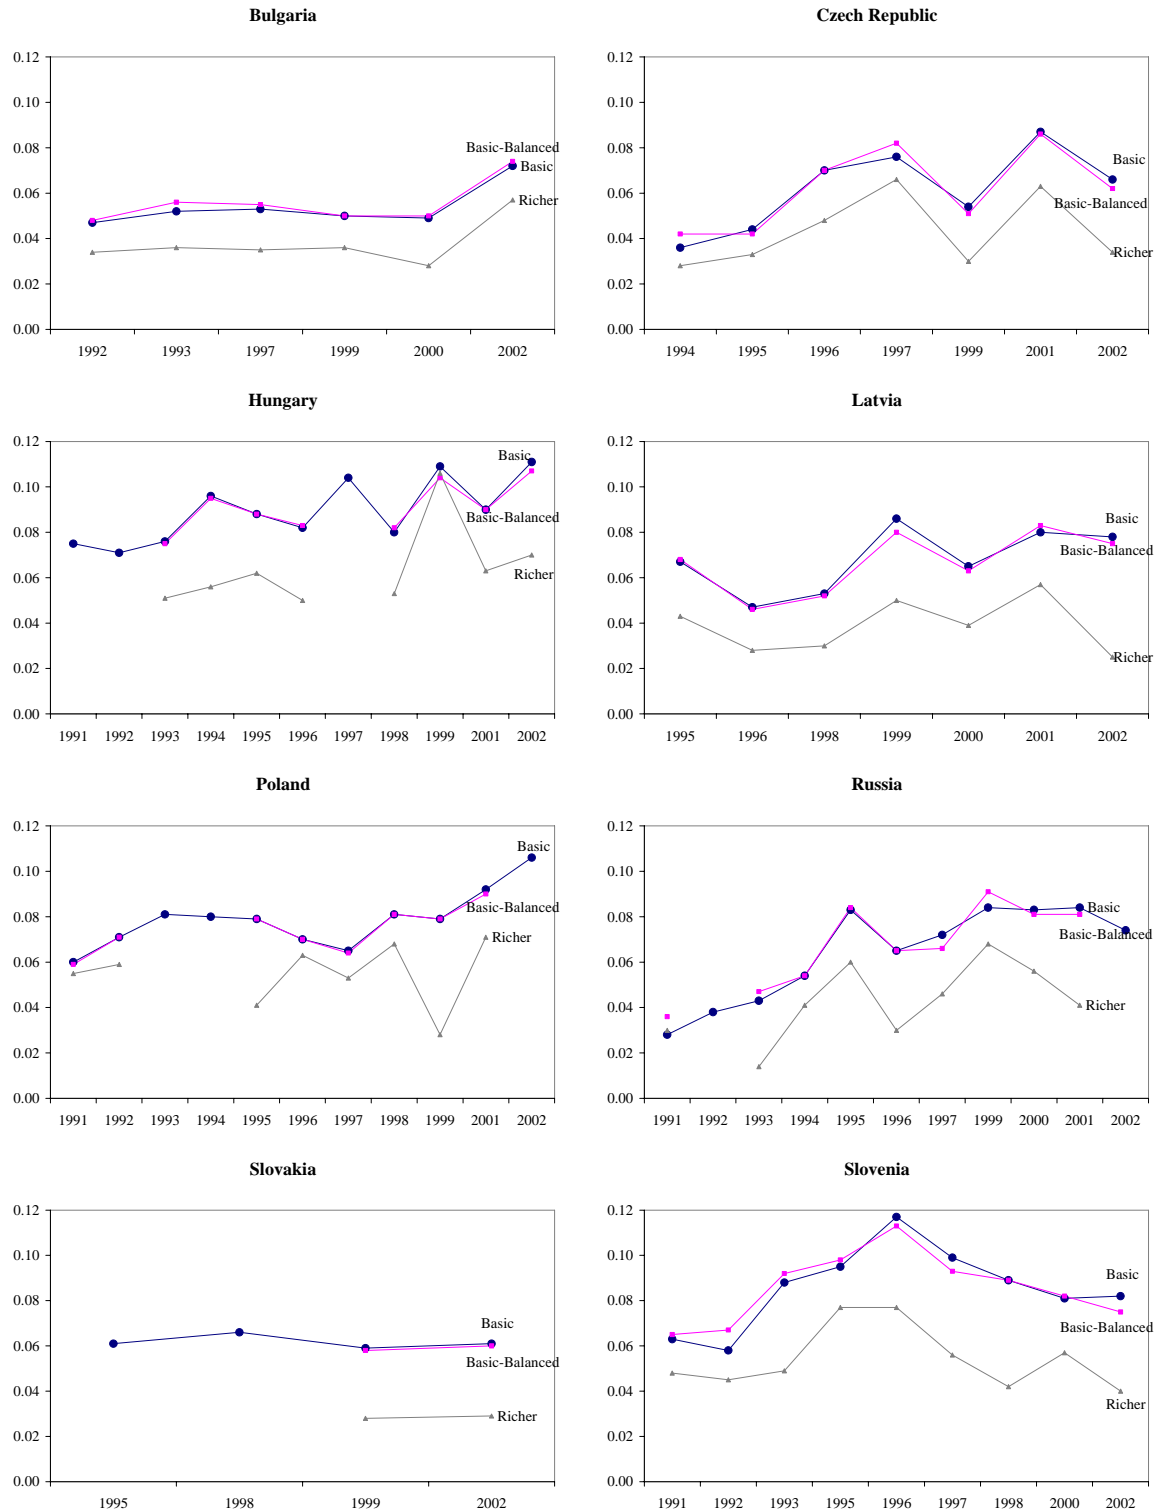 Bulgaria
0.12
0.10
0.08
0.06
0.04
0.02
0.00
Basic-Balanced
Basic
Richer
1992 1993 1997 1999 2000 2002
Czech Republic
0.12
0.10
0.08
0.06
0.04
0.02
0.00
Basic
Basic-Balanced
Richer
1994 1995 1996 1997 1999 2001 2002
Hungary
0.12
0.10
0.08
0.06
0.04
0.02
0.00
Basic
Basic-Balanced
Richer
1991 1992 1993 1994 1995 1996 1997 1998 1999 2001 2002
Latvia
0.12
0.10
0.08
0.06
0.04
0.02
0.00
Basic
Basic-Balanced
Richer
1995 1996 1998 1999 2000 2001 2002
Poland
0.12
0.10
0.08
0.06
0.04
0.02
0.00
Basic
Basic-Balanced
Richer
1991 1992 1993 1994 1995 1996 1997 1998 1999 2001 2002
Russia
0.12
0.10
0.08
0.06
0.04
0.02
0.00
Basic
Basic-Balanced
Richer
1991 1992 1993 1994 1995 1996 1997 1999 2000 2001 2002
Slovakia
0.12
0.10
0.08
0.06
0.04
0.02
0.00
Basic
Basic-Balanced
Richer
1995 1998 1999 2002
Slovenia
0.12
0.10
0.08
0.06
0.04
0.02
0.00
Basic
Basic-Balanced
Richer
1991 1992 1993 1995 1996 1997 1998 2000 2002